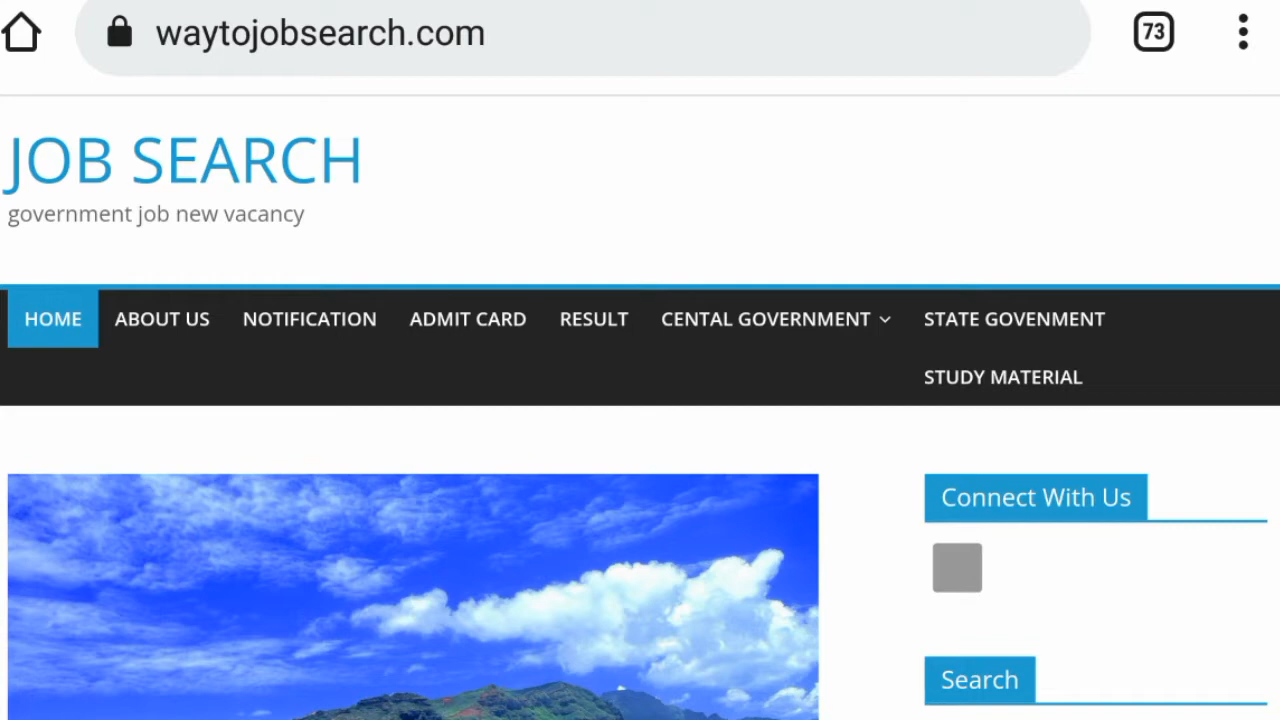 waytojobsearch.com
73
JOB SEARCH
government job new vacancy
HOME ABOUT US NOTIFICATION ADMIT CARD RESULT CENTAL GOVERNMENT STATE GOVENMENT
STUDY MATERIAL
Connect With Us
Search